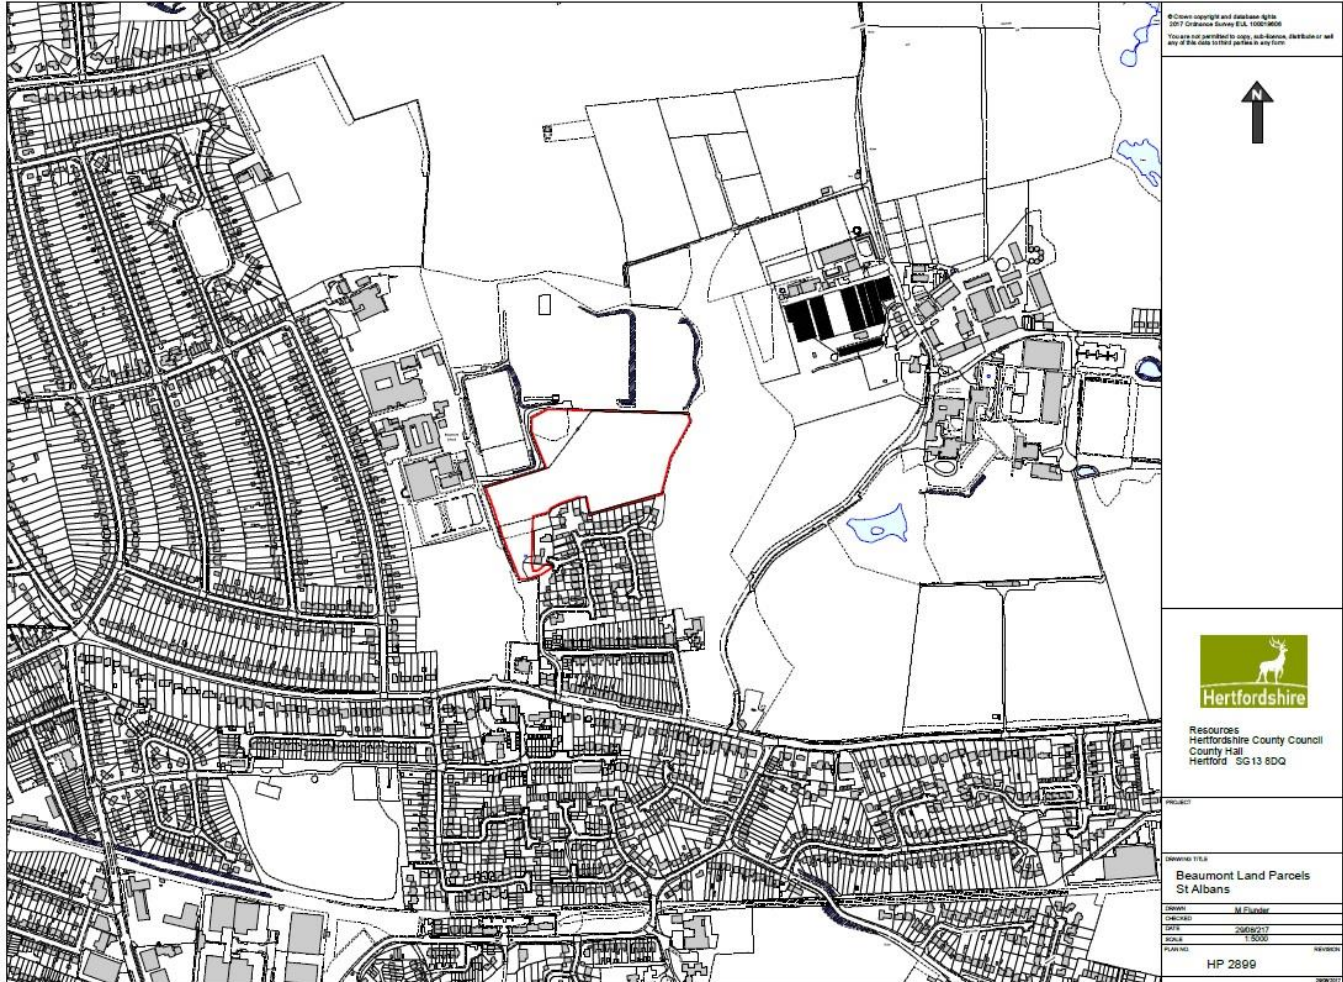 © Crown copyright and database rights
2017 Ordnance Survey EUL 100019606
You are not permitted to copy, sub-licence, distribute or sell
any of this data to third parties in any form
N
Hertfordshire
Resources
Hertfordshire County Council
County Hall
Hertford SG13 8DQ
PROJECT
DRAWING TITLE
Beaumont Land Parcels
St Albans
DRAWN M Flunder
CHECKED
DATE 29/08/217
SCALE 1:5000
PLAN NO. REVISION
HP 2899